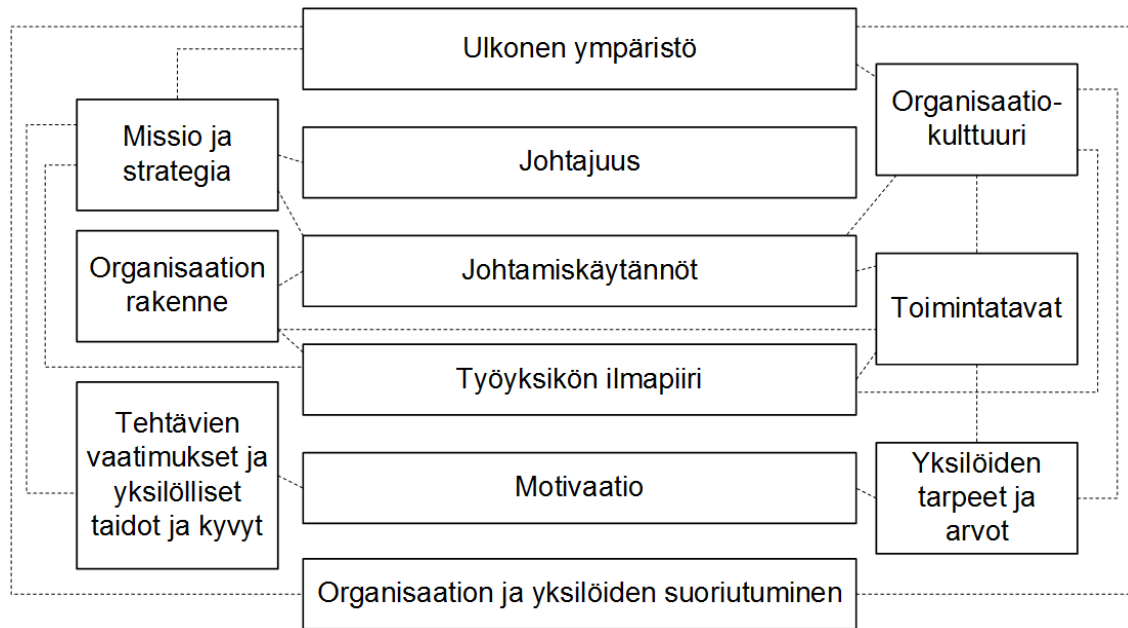 Ulkonen ympäristö
Organisaatio-
kulttuuri
Missio ja
strategia
Johtajuus
Organisaation
rakenne
Johtamiskäytännöt
Toimintatavat
Työyksikön ilmapiiri
Tehtävien
vaatimukset ja
yksilölliset
taidot ja kyvyt
Motivaatio
Yksilöiden
tarpeet ja
arvot
Organisaation ja yksilöiden suoriutuminen